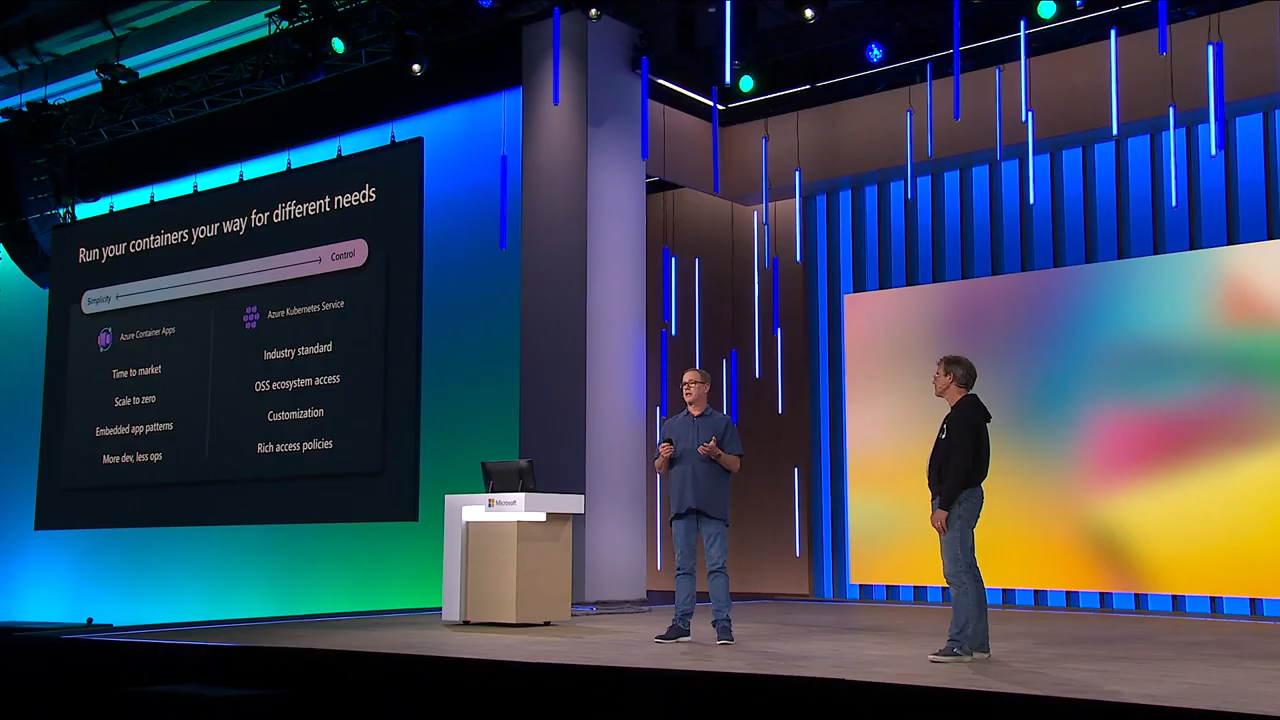 Run your containers your way for different needs
Simplicity
Control
Azure Container Apps
Time to market
Scale to zero
Embedded app patterns
More dev, less ops
Azure Kubernetes Service
Industry standard
OSS ecosystem access
Customization
Rich access policies
Microsoft